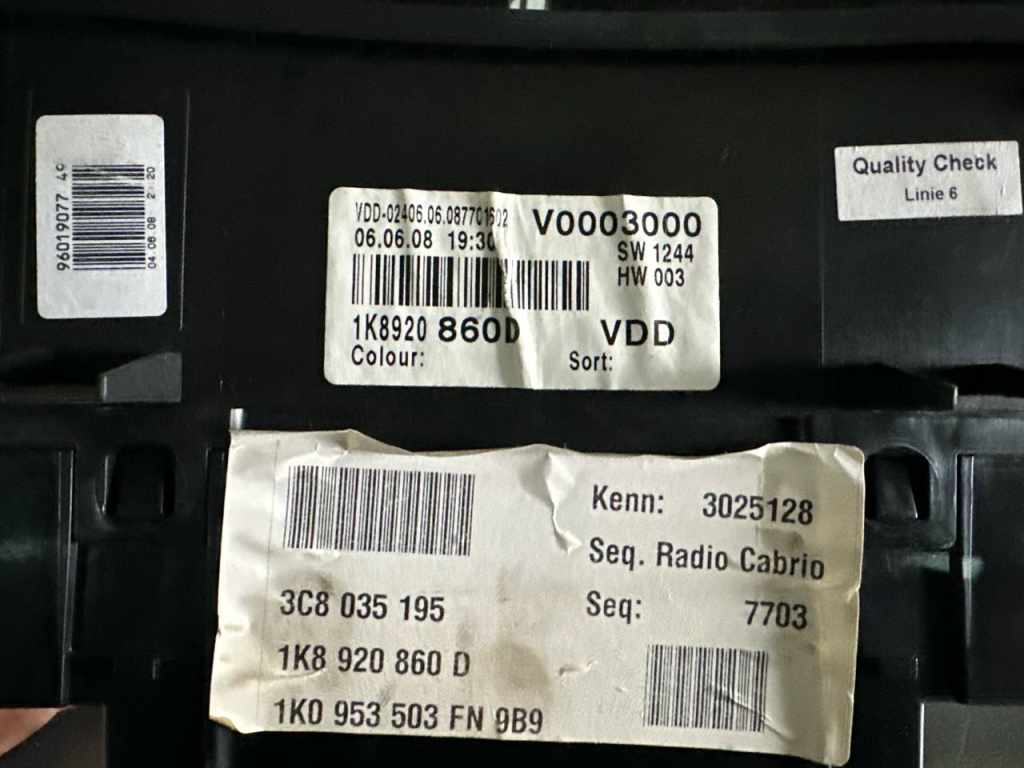 96019077 49
04.06.08 2 20
VDD-02406.06.087701602
06.06.08 19:30
V0003000
SW 1244
HW 003
1K8920 860D VDD
Colour: Sort:
Quality Check
Linie 6
Kenn: 3025128
Seq. Radio Cabrio
Seq: 7703
3C8 035 195
1K8 920 860 D
1K0 953 503 FN 9B9